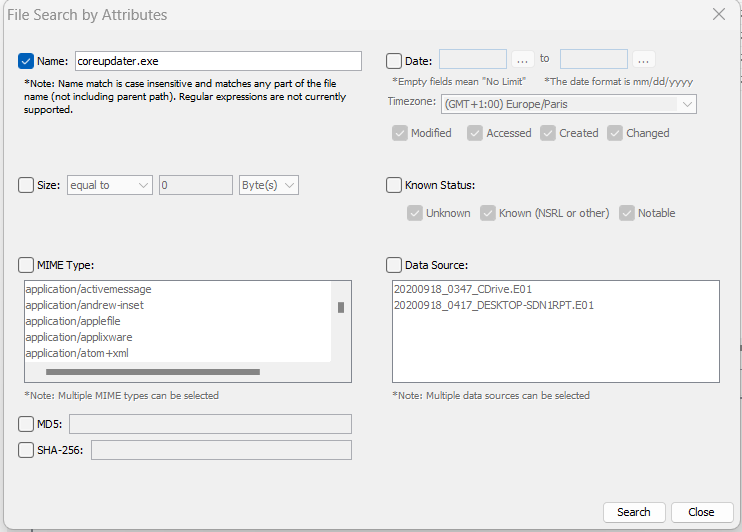 File Search by Attributes
Name: coreupdater.exe
*Note: Name match is case insensitive and matches any part of the file
name (not including parent path). Regular expressions are not currently
supported.
Date: ... to ...
*Empty fields mean "No Limit" *The date format is mm/dd/yyyy
Timezone: (GMT+1:00) Europe/Paris
Modified Accessed Created Changed
Size: equal to 0 Byte(s)
Known Status:
Unknown Known (NSRL or other) Notable
MIME Type:
application/activemessage
application/andrew-inset
application/applefile
application/applixware
application/atom+xml
*Note: Multiple MIME types can be selected
Data Source:
20200918_0347_CDrive.E01
20200918_0417_DESKTOP-SDN1RPT.E01
*Note: Multiple data sources can be selected
MD5:
SHA-256:
Search Close